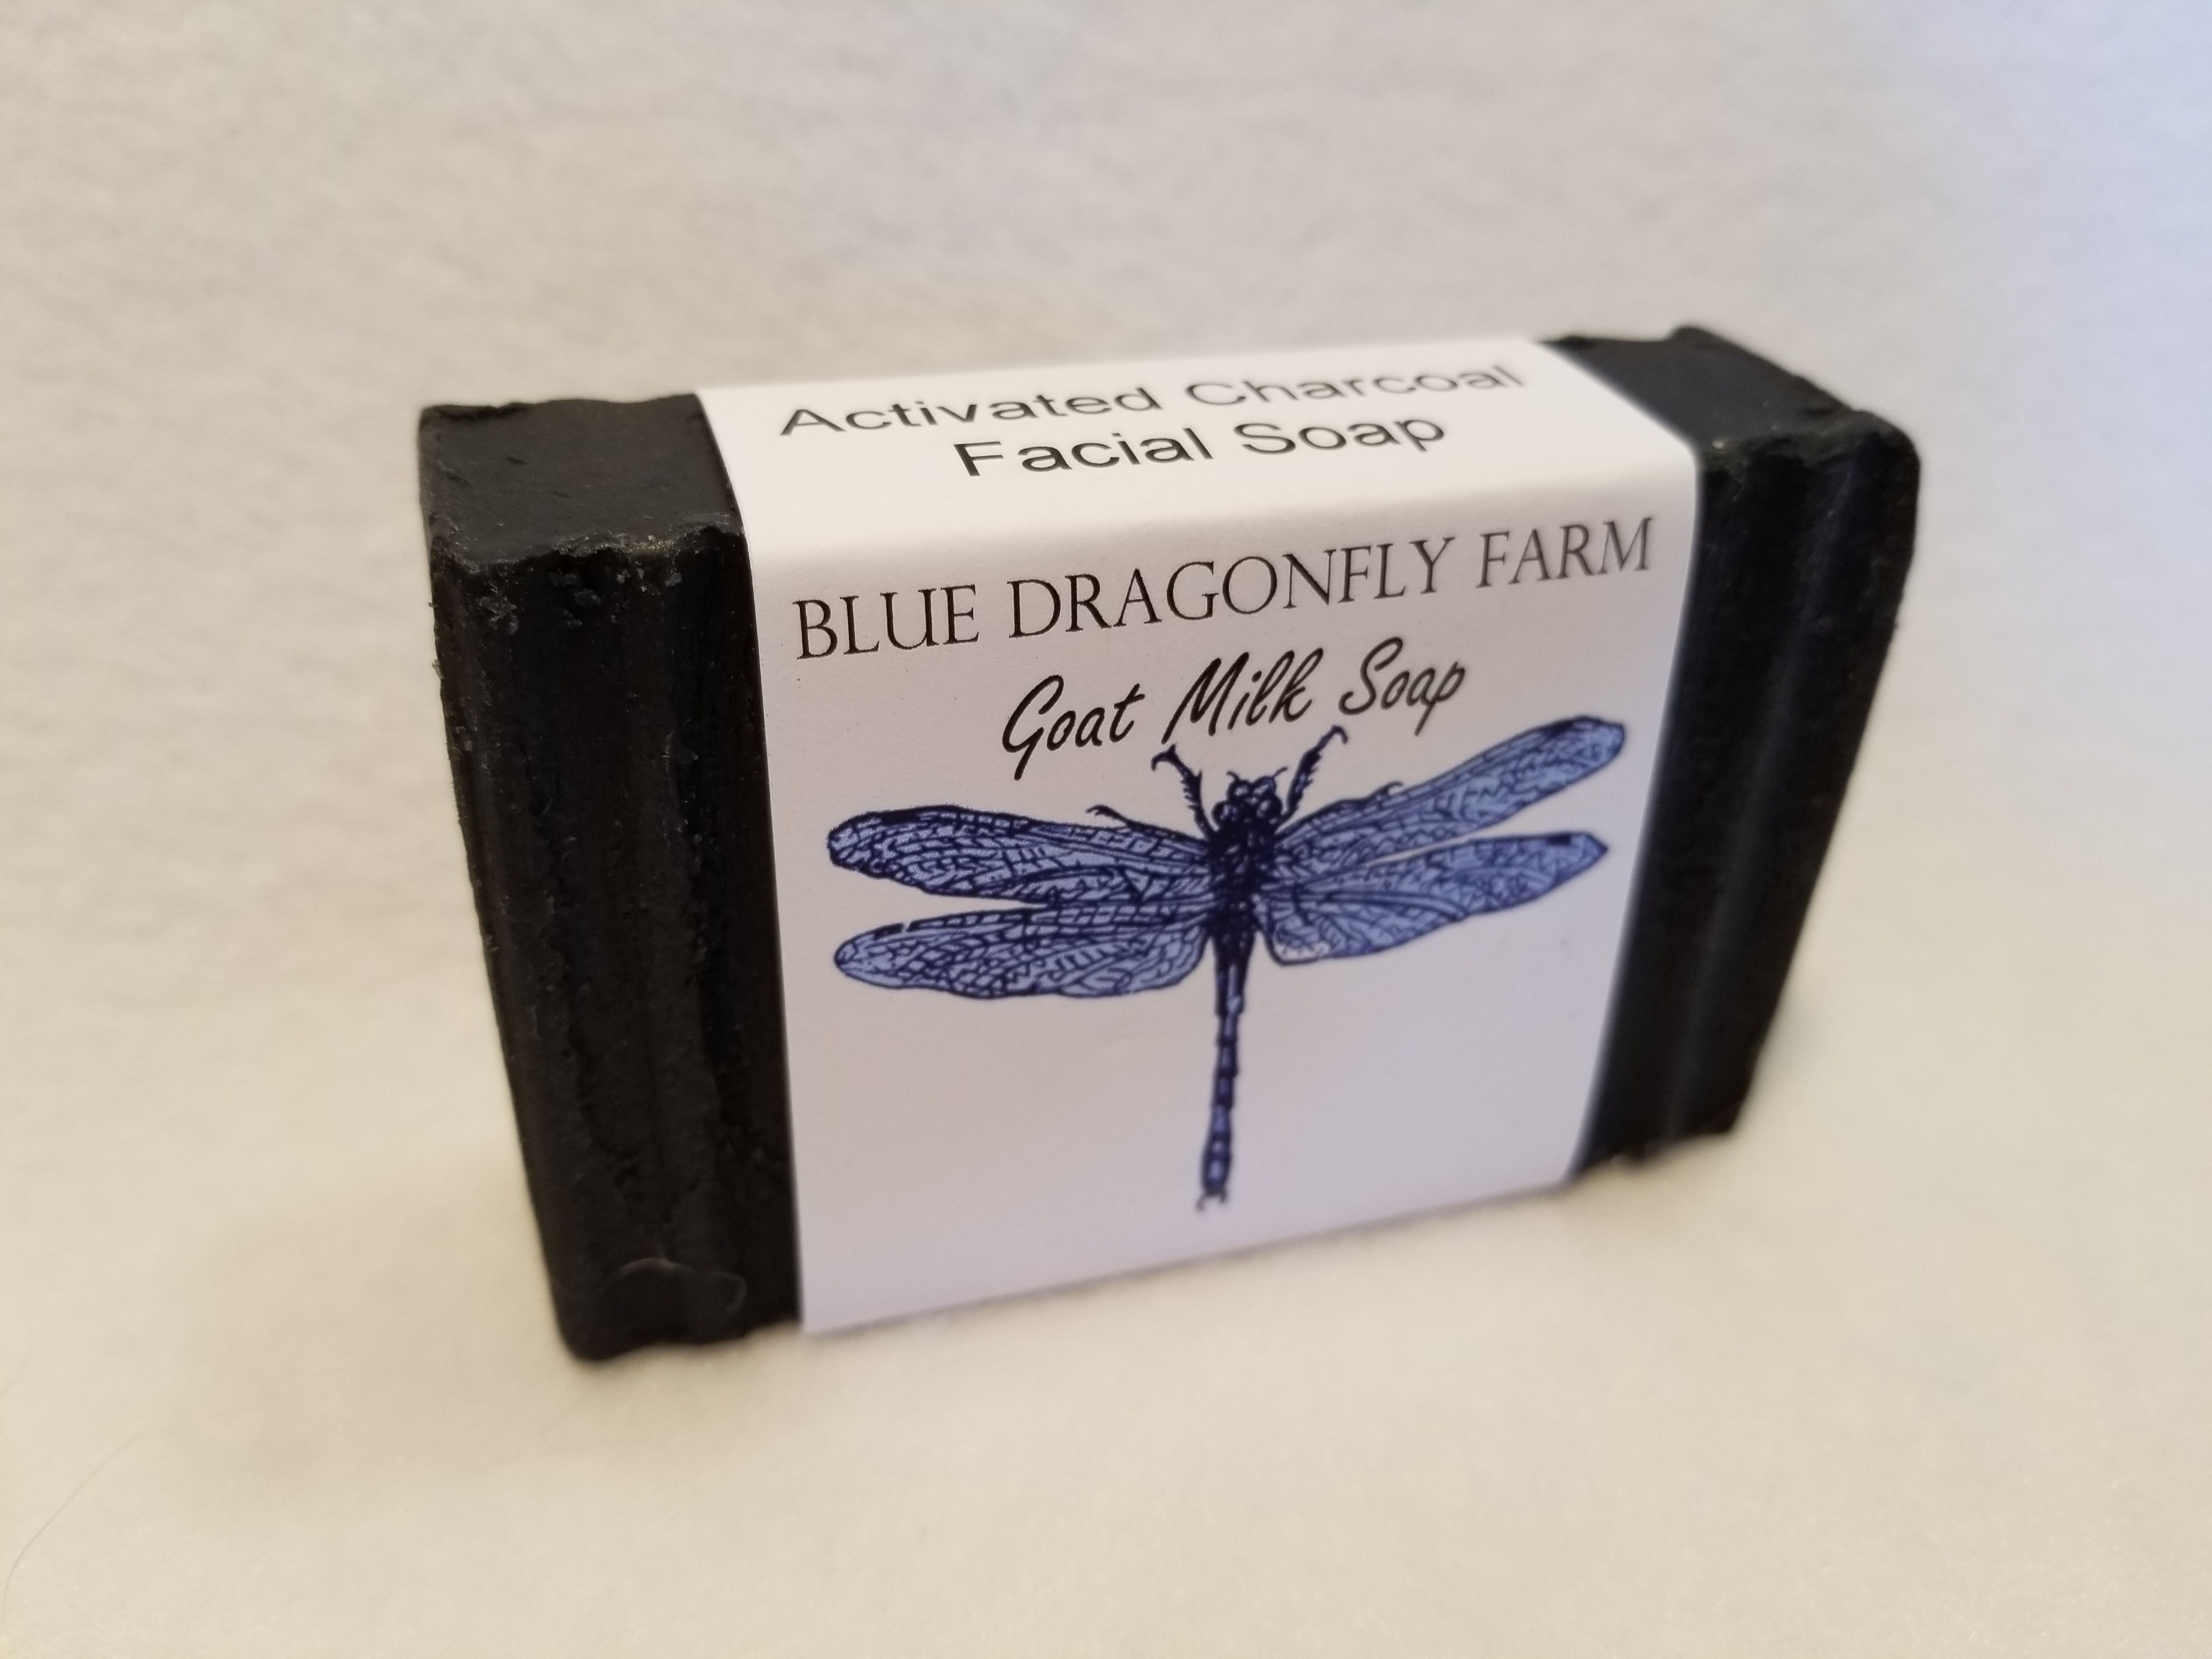 Activated Charcoal
Facial Soap
BLUE DRAGONFLY FARM
Goat Milk Soap